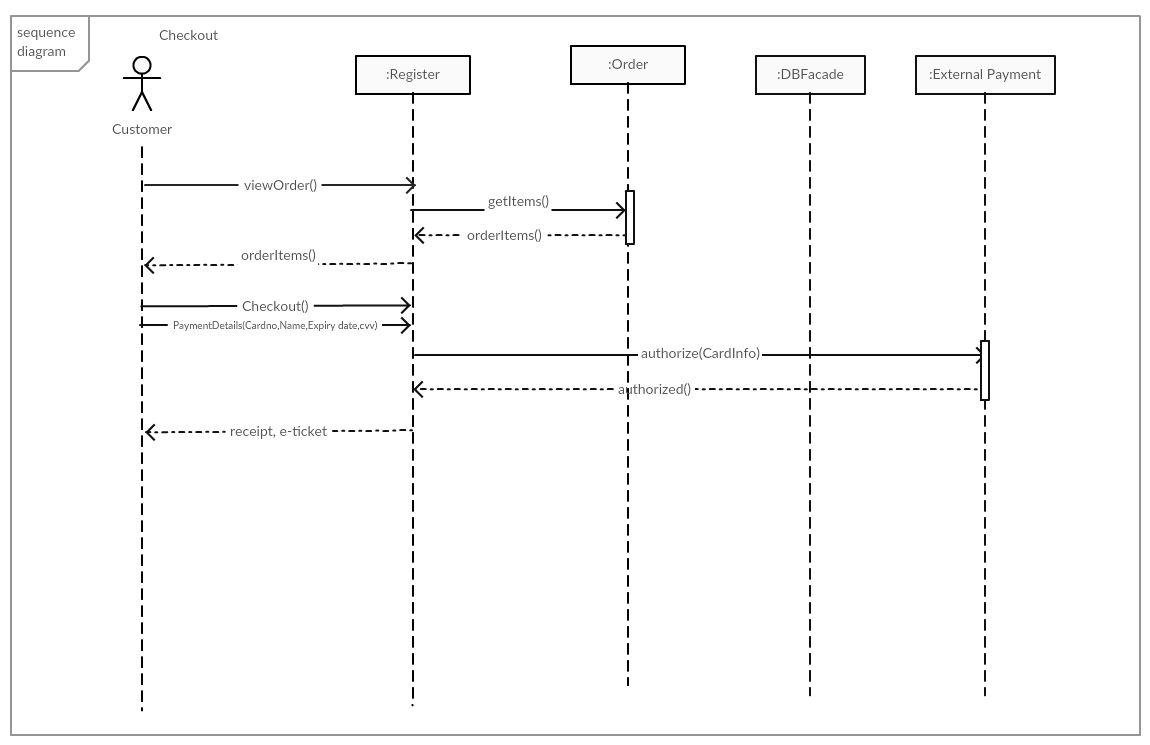 sequence
diagram
Checkout
Customer
:Register
:Order
:DBFacade
:External Payment
viewOrder()
getItems()
orderItems()
orderItems()
Checkout()
PaymentDetails(Cardno,Name,Expiry date,cvv)
authorize(CardInfo)
authorized()
receipt, e-ticket